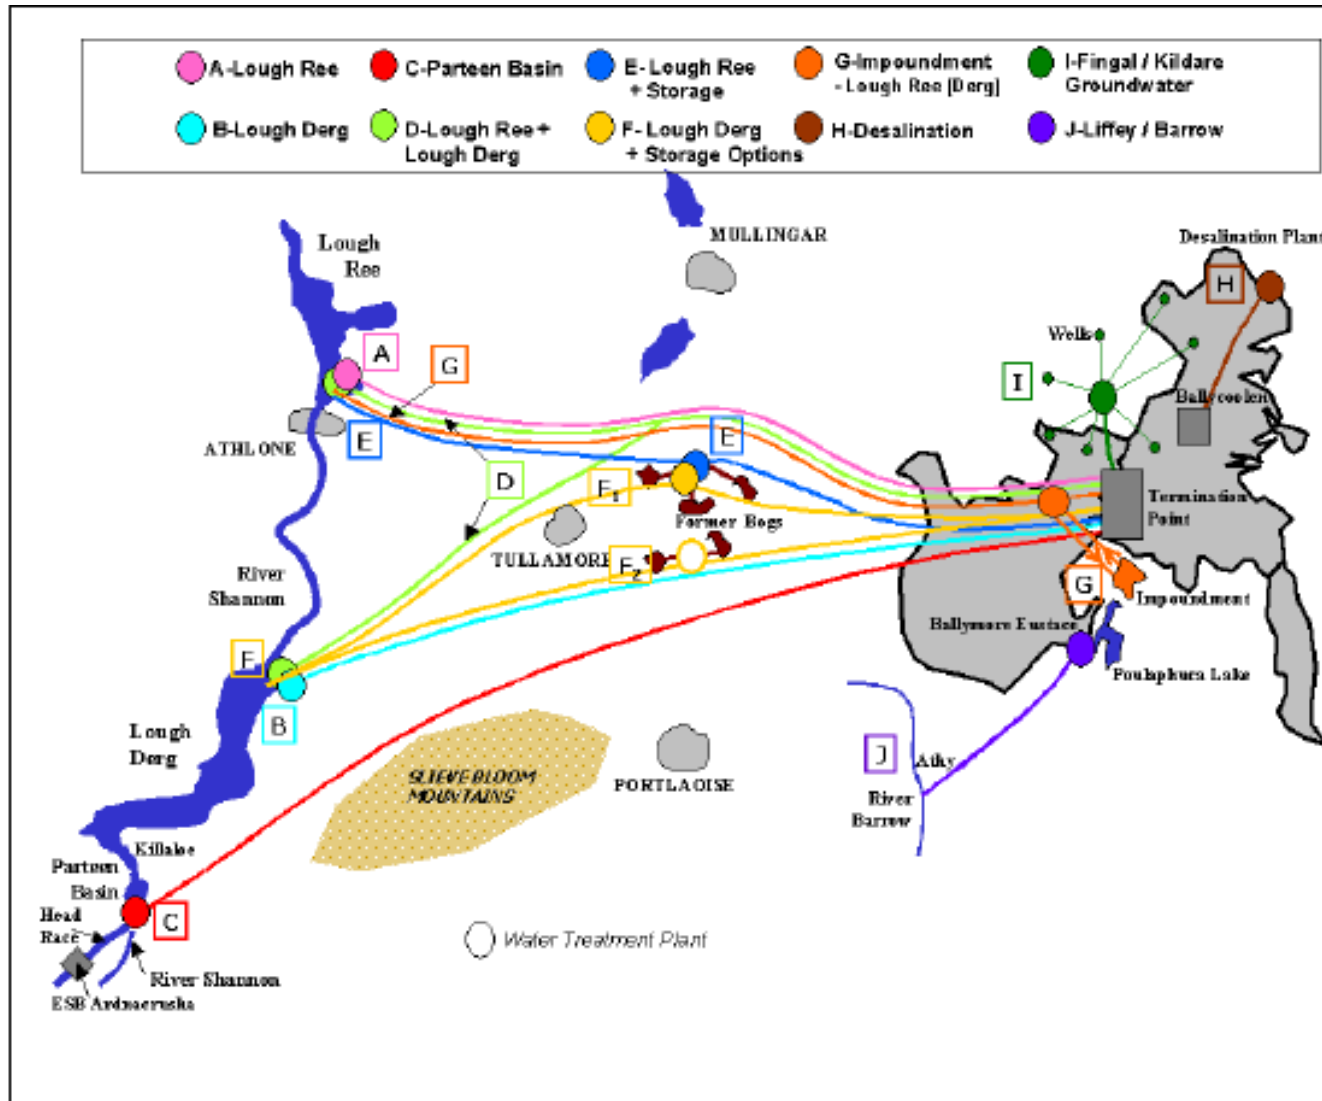 A-Lough Ree
C-Parteen Basin
E- Lough Ree
+ Storage
G-Impoundment
- Lough Ree [Derg]
I-Fingal / Kildare
Groundwater
B-Lough Derg
D-Lough Ree +
Lough Derg
F- Lough Derg
+ Storage Options
H-Desalination
J-Liffey / Barrow
MULLINGAR
Desalination Plant
Lough
Ree
H
Wells
A
G
I
Ballycoolen
ATHLONE
E
E
D
F1
Former Bogs
Termination
Point
TULLAMORE
F2
River
Shannon
G
Impoundment
Ballymore Eustace
F
Poulaphuca Lake
B
Lough
Derg
J
Athy
SLIEVE BLOOM
MOUNTAINS
PORTLAOISE
River
Barrow
Killaloe
Parteen
Basin
Head
Race
C
Water Treatment Plant
River Shannon
ESB Ardnacrusha